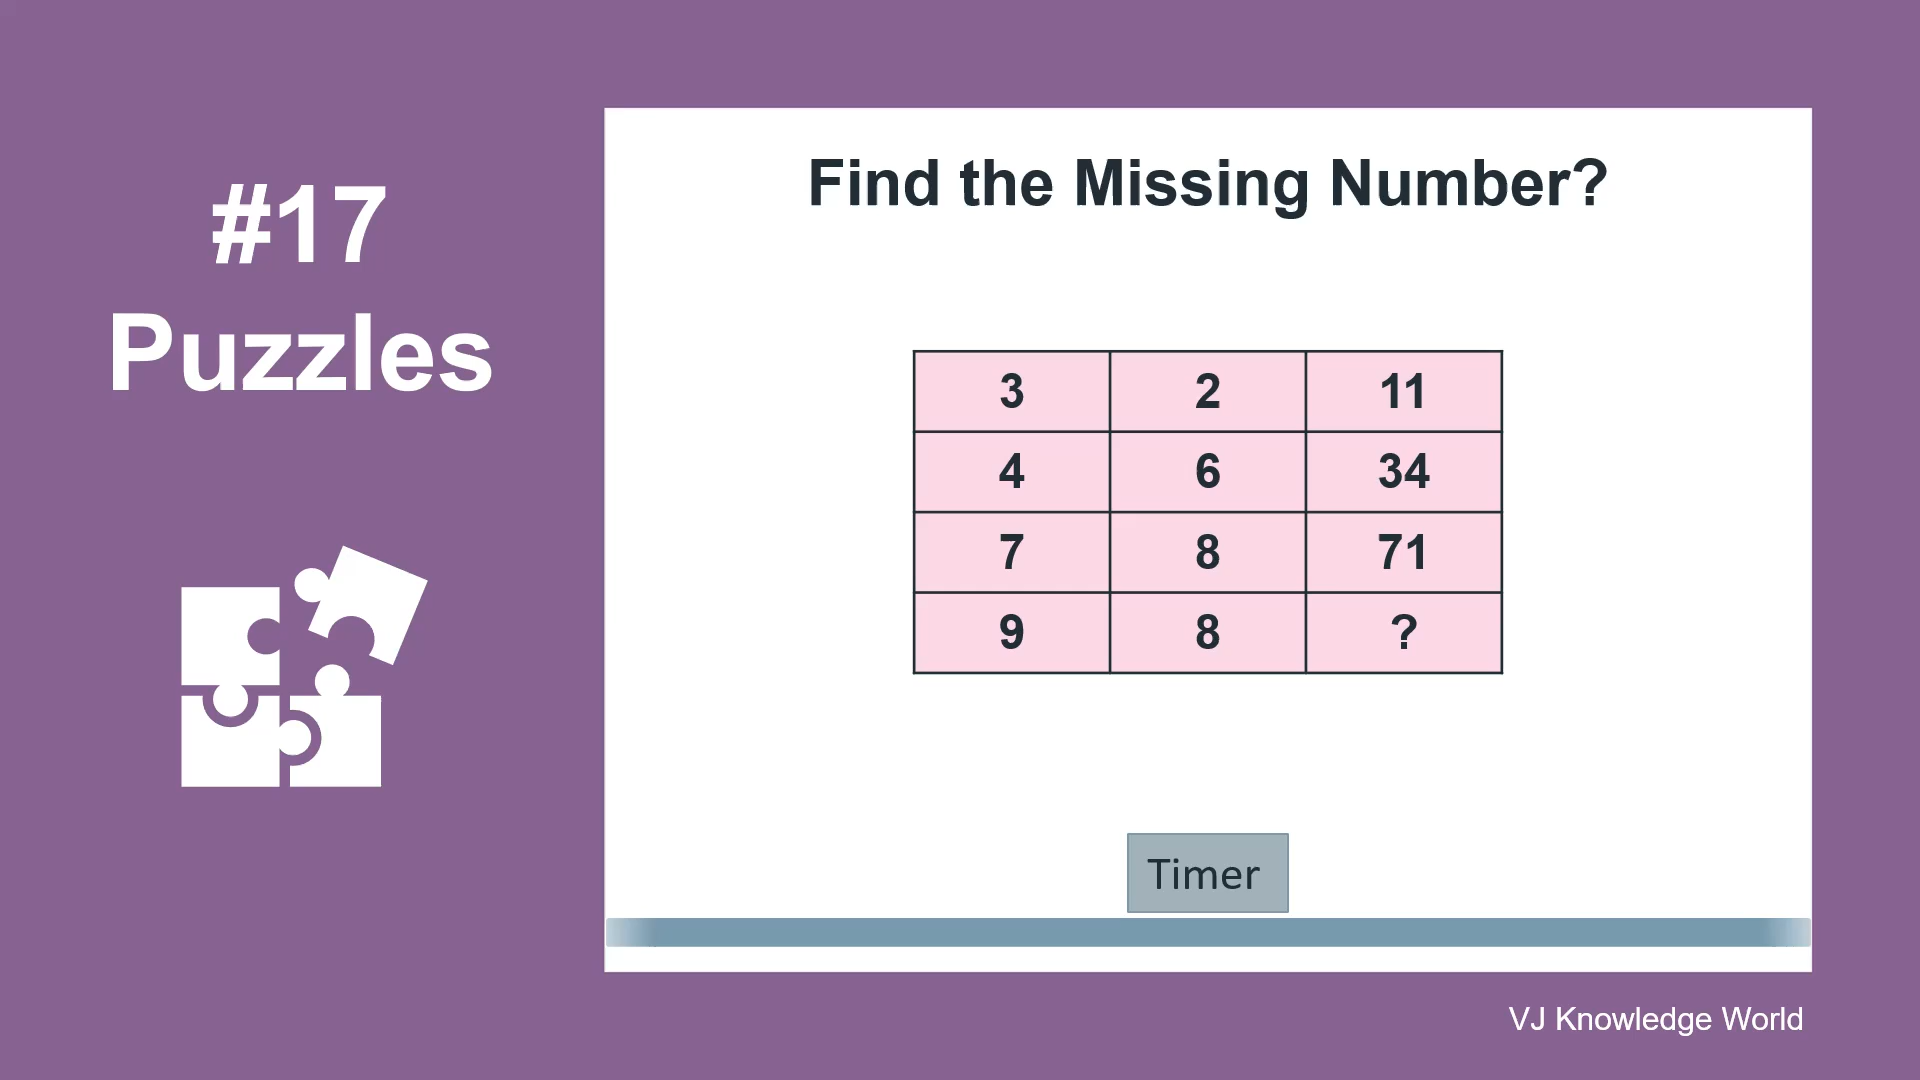 #17
Puzzles
Find the Missing Number?
3 2 11
4 6 34
7 8 71
9 8 ?
Timer
VJ Knowledge World